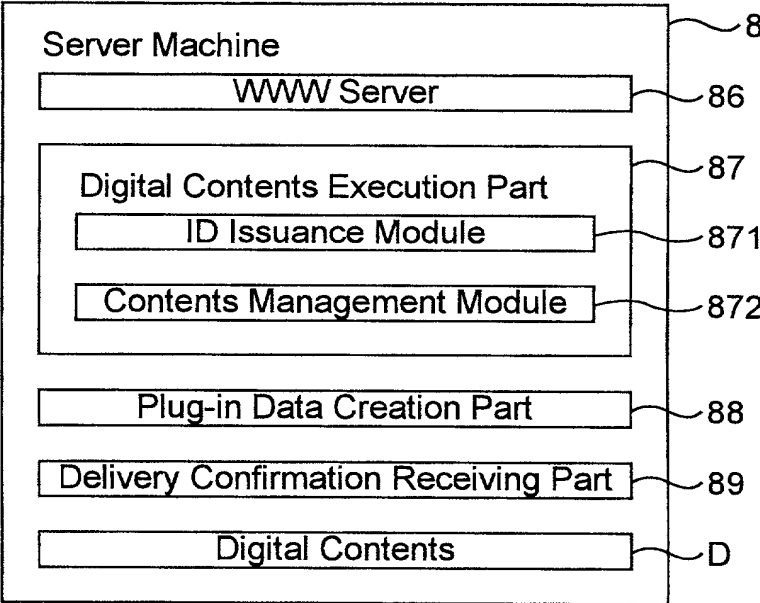 8
Server Machine
WWW Server 86
87
Digital Contents Execution Part
ID Issuance Module 871
Contents Management Module 872
Plug-in Data Creation Part 88
Delivery Confirmation Receiving Part 89
Digital Contents D